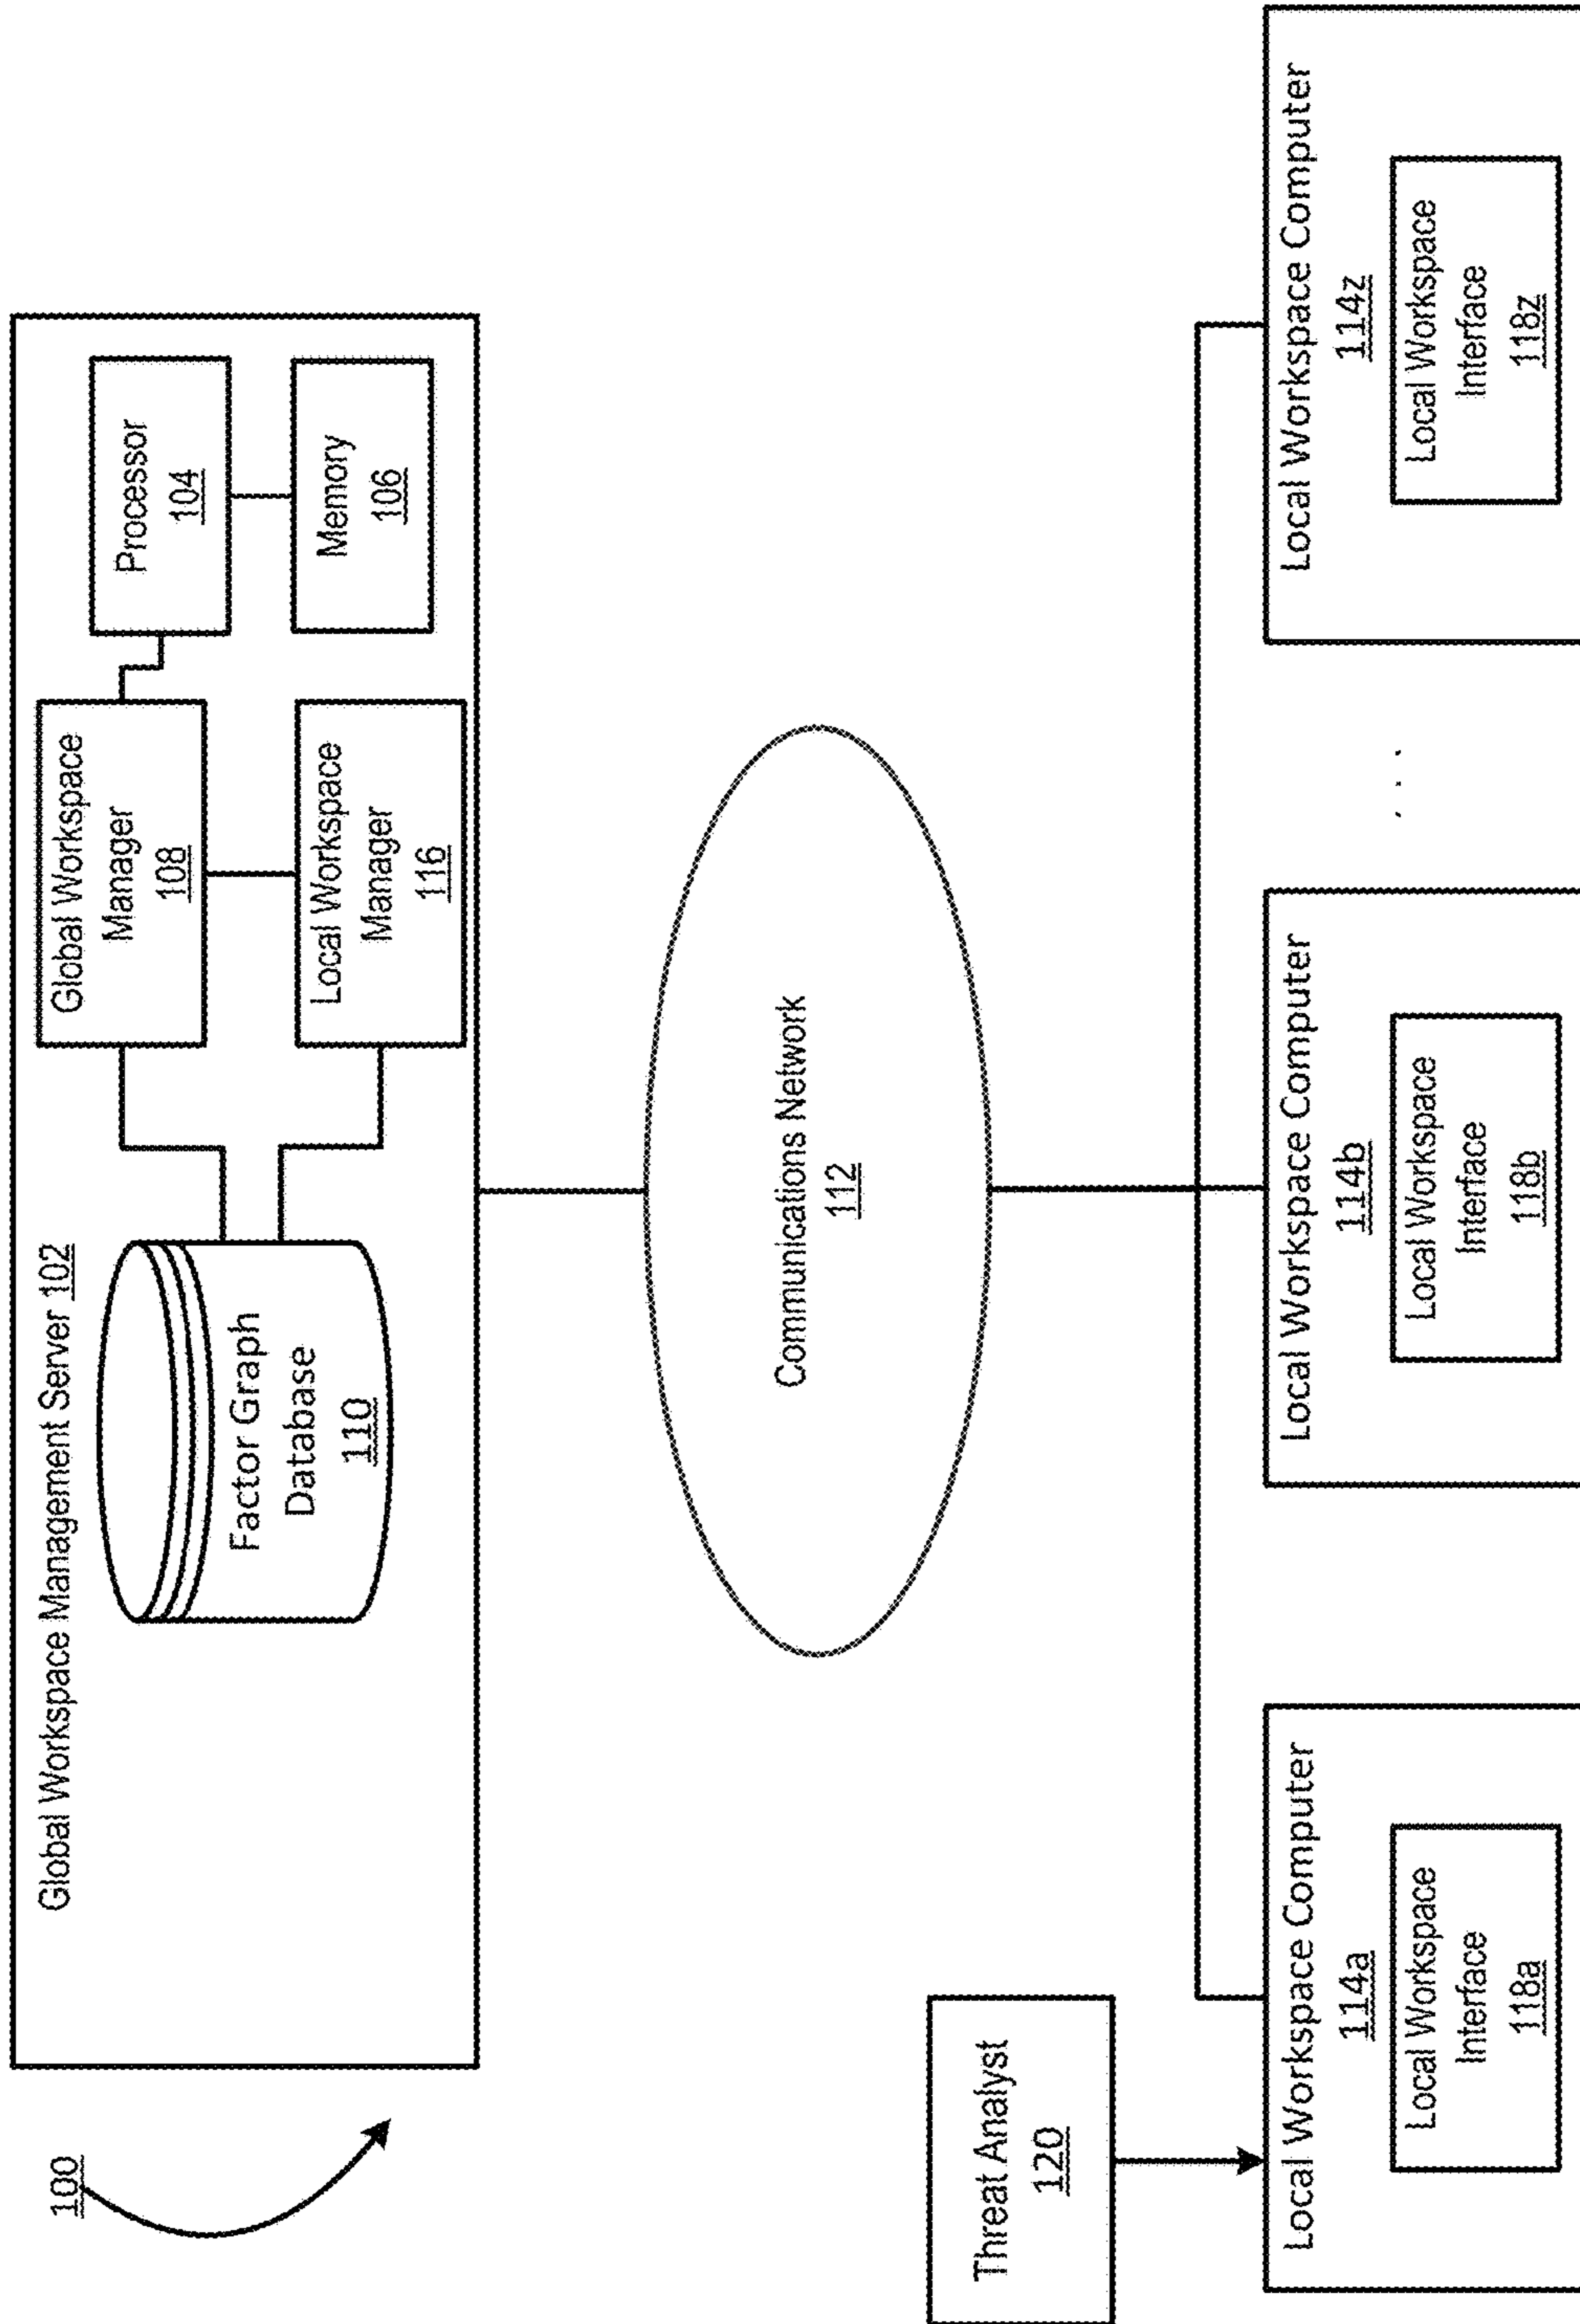 100
Global Workspace Management Server 102
Factor Graph
Database
110
Global Workspace
Manager
108
Local Workspace
Manager
116
Processor
104
Memory
106
Communications Network
112
Threat Analyst
120
Local Workspace Computer
114a
Local Workspace
Interface
118a
Local Workspace Computer
114b
Local Workspace
Interface
118b
. . .
Local Workspace Computer
114z
Local Workspace
Interface
118z